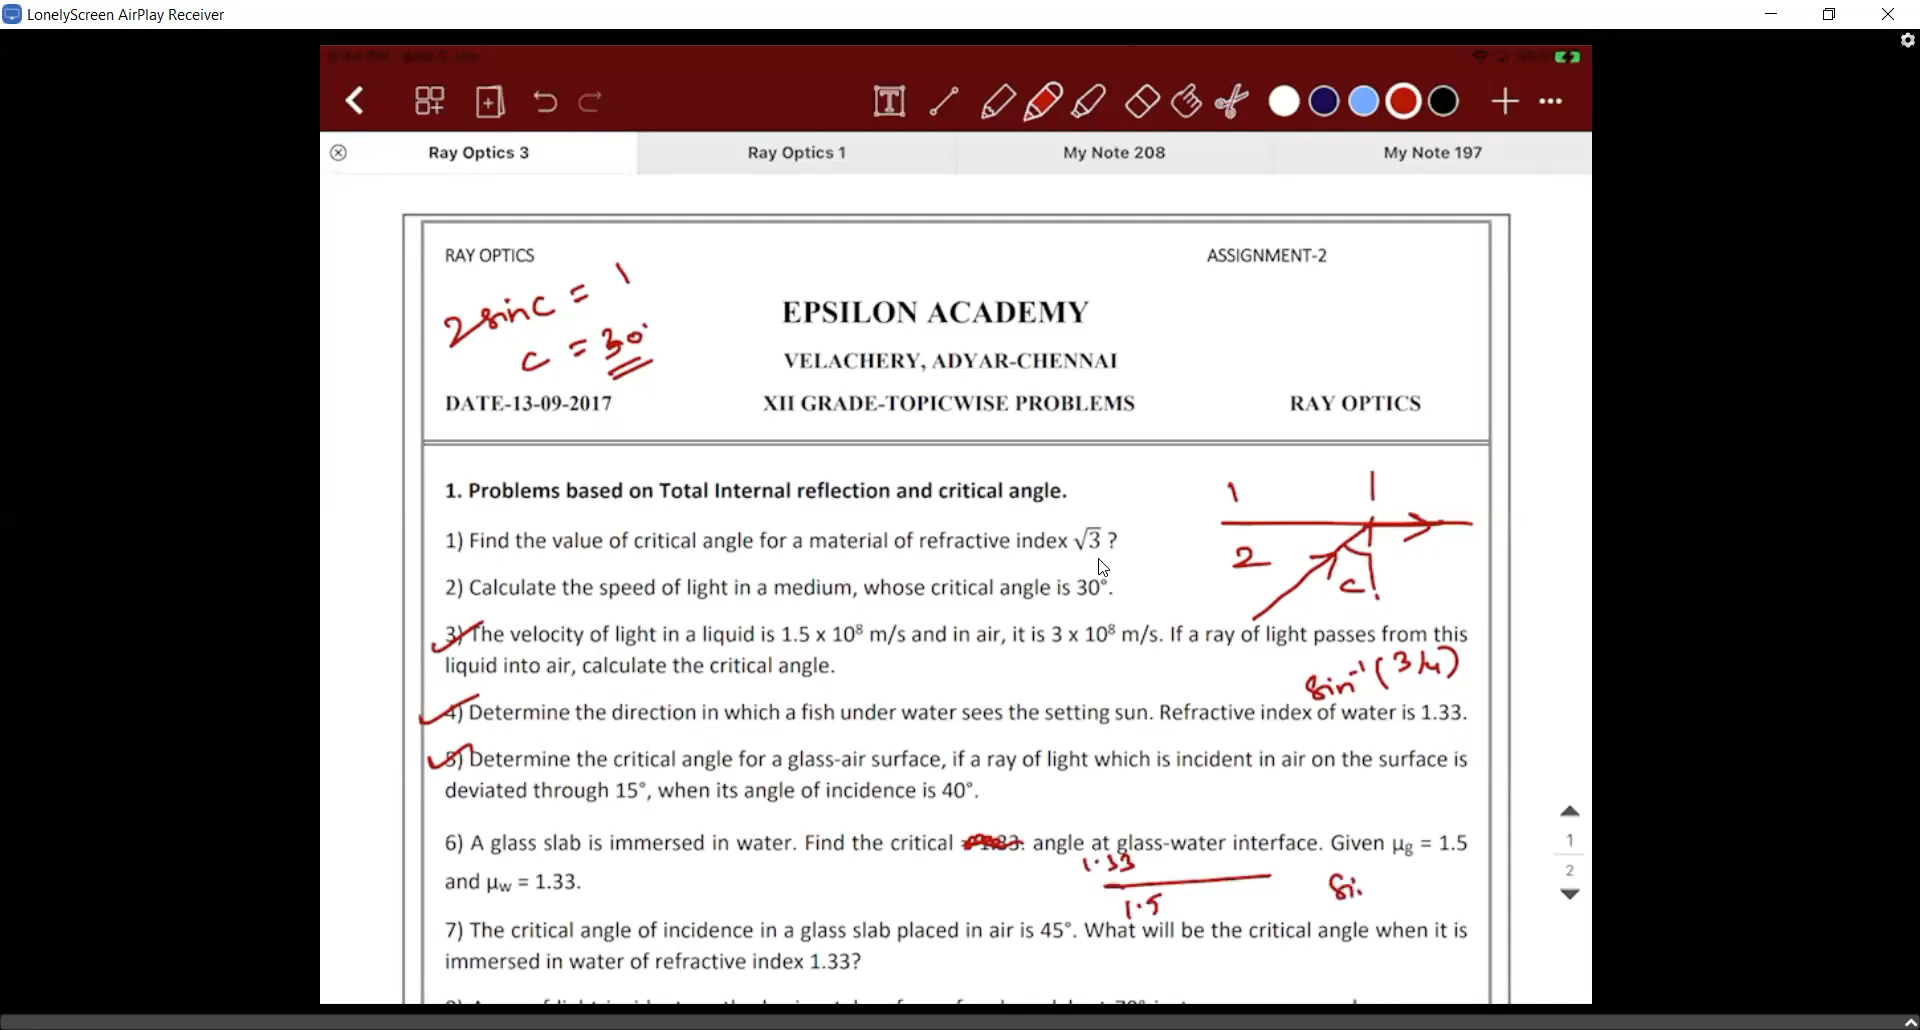 LonelyScreen AirPlay Receiver
Ray Optics 3
Ray Optics 1
My Note 208
My Note 197
RAY OPTICS
ASSIGNMENT-2
2 sin c = 1
c = 30°
EPSILON ACADEMY
VELACHERY, ADYAR-CHENNAI
DATE-13-09-2017
XII GRADE-TOPICWISE PROBLEMS
RAY OPTICS
1. Problems based on Total Internal reflection and critical angle.
1
2
c
1) Find the value of critical angle for a material of refractive index √3 ?
2) Calculate the speed of light in a medium, whose critical angle is 30°.
3) The velocity of light in a liquid is 1.5 x 10⁸ m/s and in air, it is 3 x 10⁸ m/s. If a ray of light passes from this
liquid into air, calculate the critical angle.
sin⁻¹ (3/4)
4) Determine the direction in which a fish under water sees the setting sun. Refractive index of water is 1.33.
5) Determine the critical angle for a glass-air surface, if a ray of light which is incident in air on the surface is
deviated through 15°, when its angle of incidence is 40°.
6) A glass slab is immersed in water. Find the critical angle at glass-water interface. Given μg = 1.5
and μw = 1.33.
1.33
1.5
Si
7) The critical angle of incidence in a glass slab placed in air is 45°. What will be the critical angle when it is
immersed in water of refractive index 1.33?
1
2